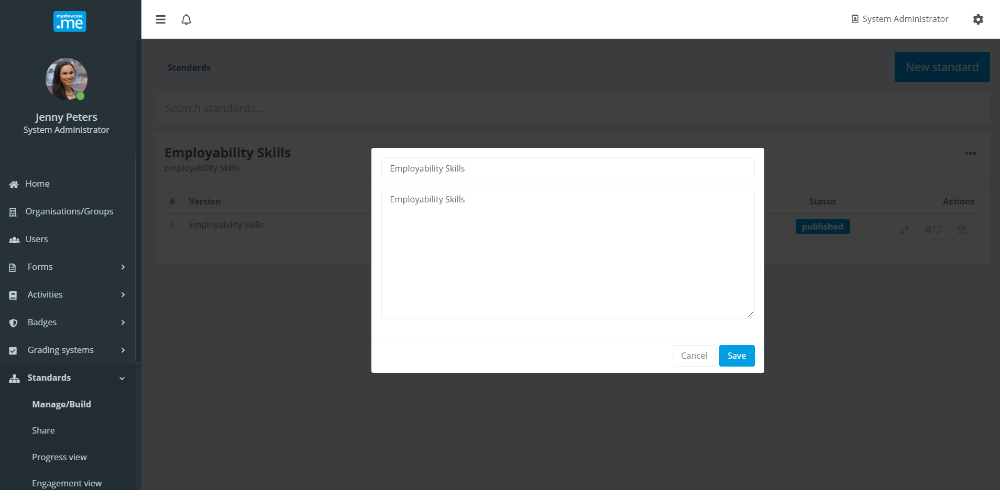 myshowcase
.me
System Administrator
Jenny Peters
System Administrator
Home
Organisations/Groups
Users
Forms
Activities
Badges
Grading systems
Standards
Manage/Build
Share
Progress view
Engagement view
Standards
New standard
Search standards...
Employability Skills
Employability Skills
# Version Status Actions
1 Employability Skills published 0
Employability Skills
Employability Skills
Cancel Save